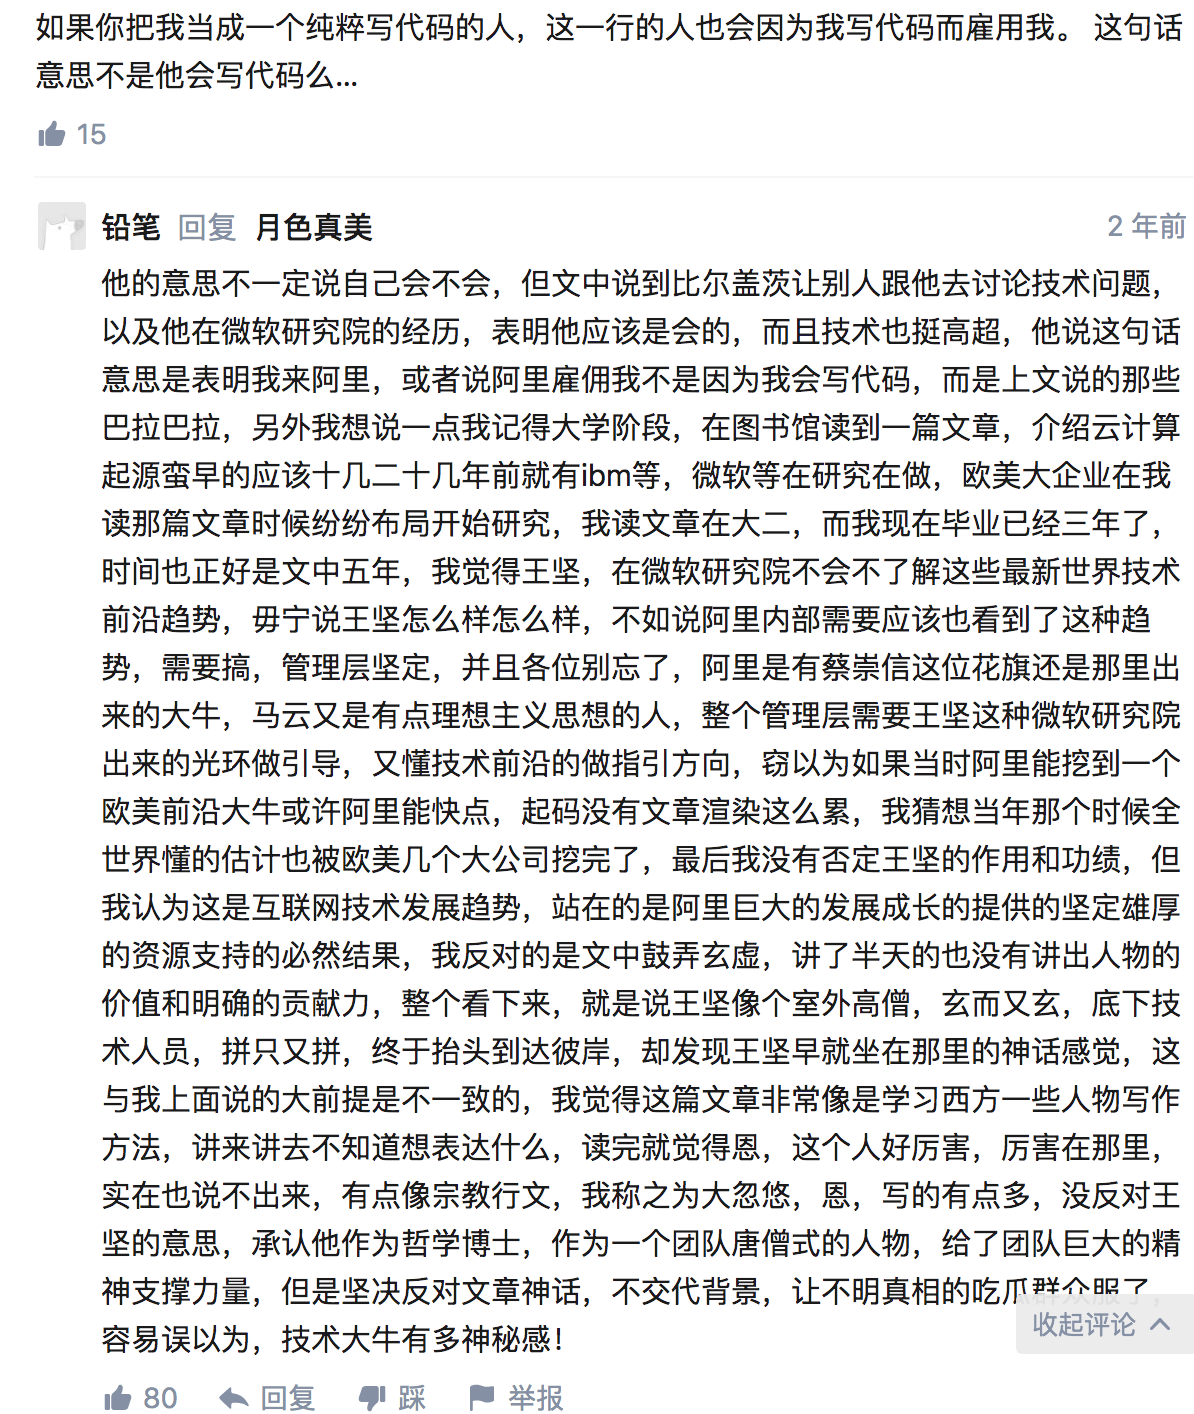 如果你把我当成一个纯粹写代码的人，这一行的人也会因为我写代码而雇用我。 这句话
意思不是他会写代码么...
15
铅笔 回复 月色真美 2 年前
他的意思不一定说自己会不会，但文中说到比尔盖茨让别人跟他去讨论技术问题，
以及他在微软研究院的经历，表明他应该是会的，而且技术也挺高超，他说这句话
意思是表明我来阿里，或者说阿里雇佣我不是因为我会写代码，而是上文说的那些
巴拉巴拉，另外我想说一点我记得大学阶段，在图书馆读到一篇文章，介绍云计算
起源蛮早的应该十几二十几年前就有ibm等，微软等在研究在做，欧美大企业在我
读那篇文章时候纷纷布局开始研究，我读文章在大二，而我现在毕业已经三年了，
时间也正好是文中五年，我觉得王坚，在微软研究院不会不了解这些最新世界技术
前沿趋势，毋宁说王坚怎么样怎么样，不如说阿里内部需要应该也看到了这种趋
势，需要搞，管理层坚定，并且各位别忘了，阿里是有蔡崇信这位花旗还是那里出
来的大牛，马云又是有点理想主义思想的人，整个管理层需要王坚这种微软研究院
出来的光环做引导，又懂技术前沿的做指引方向，窃以为如果当时阿里能挖到一个
欧美前沿大牛或许阿里能快点，起码没有文章渲染这么累，我猜想当年那个时候全
世界懂的估计也被欧美几个大公司挖完了，最后我没有否定王坚的作用和功绩，但
我认为这是互联网技术发展趋势，站在的是阿里巨大的发展成长的提供的坚定雄厚
的资源支持的必然结果，我反对的是文中鼓弄玄虚，讲了半天的也没有讲出人物的
价值和明确的贡献力，整个看下来，就是说王坚像个室外高僧，玄而又玄，底下技
术人员，拼只又拼，终于抬头到达彼岸，却发现王坚早就坐在那里的神话感觉，这
与我上面说的大前提是不一致的，我觉得这篇文章非常像是学习西方一些人物写作
方法，讲来讲去不知道想表达什么，读完就觉得恩，这个人好厉害，厉害在那里，
实在也说不出来，有点像宗教行文，我称之为大忽悠，恩，写的有点多，没反对王
坚的意思，承认他作为哲学博士，作为一个团队唐僧式的人物，给了团队巨大的精
神支撑力量，但是坚决反对文章神话，不交代背景，让不明真相的吃瓜群众服了，
容易误以为，技术大牛有多神秘感！
收起评论
80 回复 踩 举报